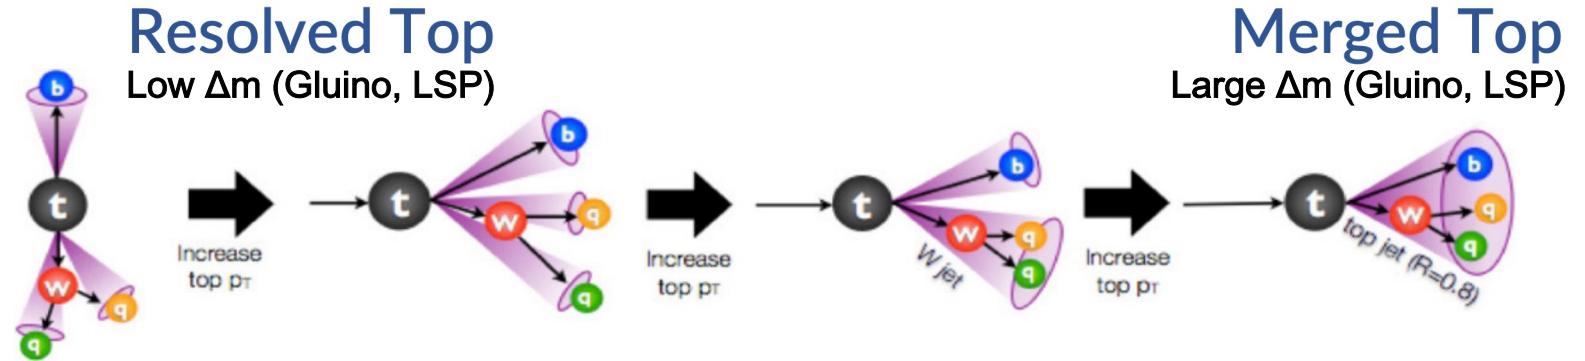 Resolved Top
Low Δm (Gluino, LSP)
Merged Top
Large Δm (Gluino, LSP)
b
t
W
q
q
Increase
top pT
t
b
W
q
q
Increase
top pT
t
b
W
q
q
W jet
Increase
top pT
t
b
W
q
q
top jet (R=0.8)